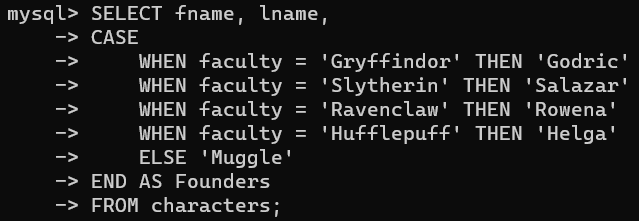 mysql> SELECT fname, lname,
    -> CASE
    ->     WHEN faculty = 'Gryffindor' THEN 'Godric'
    ->     WHEN faculty = 'Slytherin' THEN 'Salazar'
    ->     WHEN faculty = 'Ravenclaw' THEN 'Rowena'
    ->     WHEN faculty = 'Hufflepuff' THEN 'Helga'
    ->     ELSE 'Muggle'
    -> END AS Founders
    -> FROM characters;